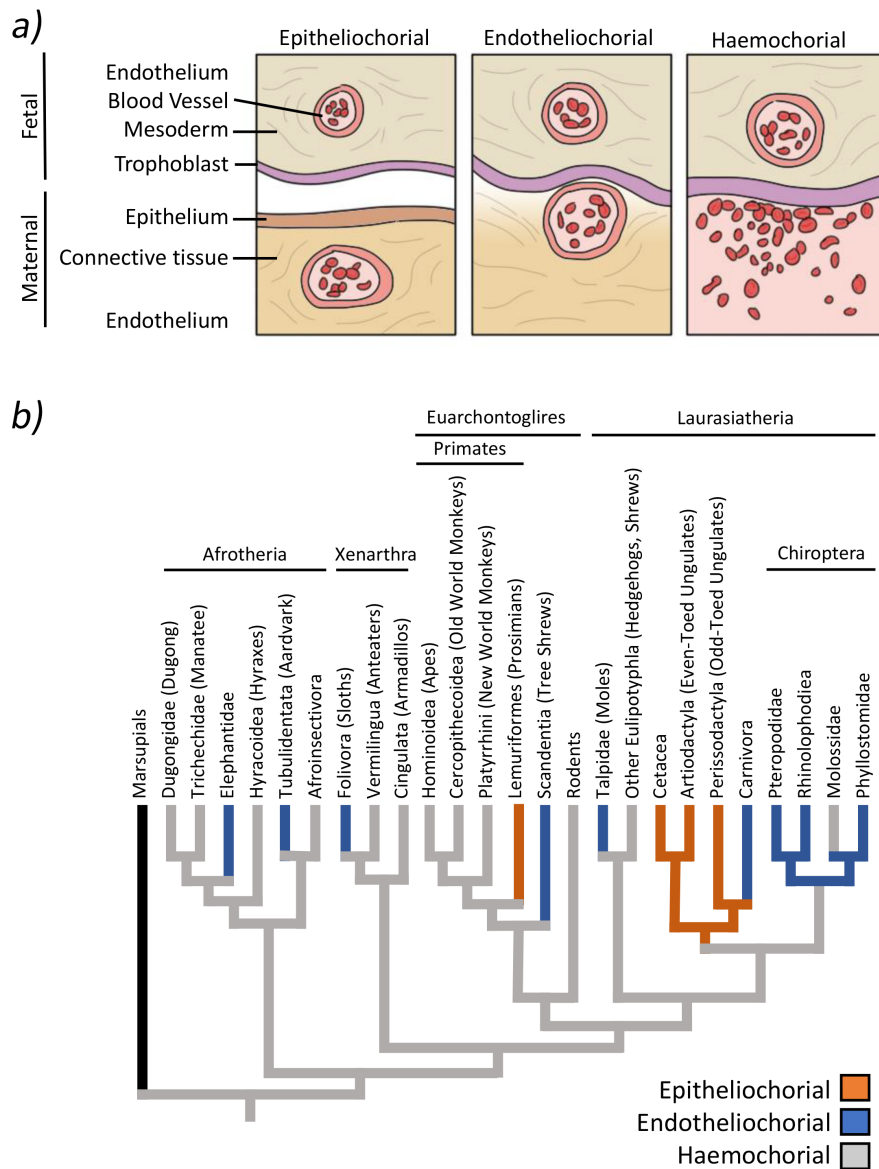 a)
Epitheliochorial
Endotheliochorial
Haemochorial
Fetal
Endothelium
Blood Vessel
Mesoderm
Trophoblast
Maternal
Epithelium
Connective tissue
Endothelium
b)
Euarchontoglires
Laurasiatheria
Primates
Afrotheria
Xenarthra
Chiroptera
Marsupials
Dugongidae (Dugong)
Trichechidae (Manatee)
Elephantidae
Hyracoidea (Hyraxes)
Tubulidentata (Aardvark)
Afroinsectivora
Folivora (Sloths)
Vermilingua (Anteaters)
Cingulata (Armadillos)
Hominoidea (Apes)
Cercopithecoidea (Old World Monkeys)
Platyrrhini (New World Monkeys)
Lemuriformes (Prosimians)
Scandentia (Tree Shrews)
Rodents
Talpidae (Moles)
Other Eulipotyphla (Hedgehogs, Shrews)
Cetacea
Artiodactyla (Even-Toed Ungulates)
Perissodactyla (Odd-Toed Ungulates)
Carnivora
Pteropodidae
Rhinolophodiea
Molossidae
Phyllostomidae
Epitheliochorial
Endotheliochorial
Haemochorial